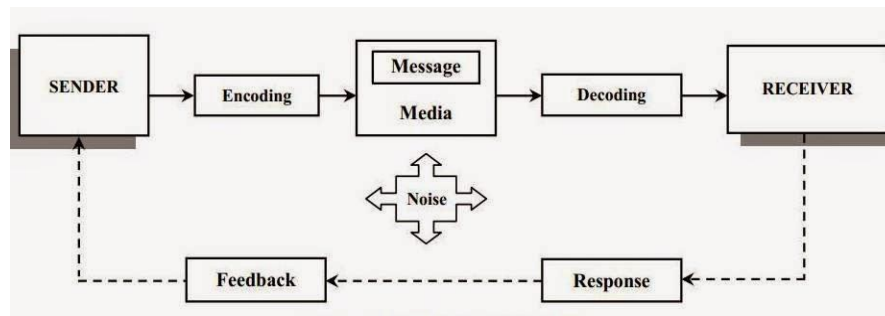 SENDER
Encoding
Message
Media
Decoding
RECEIVER
Noise
Feedback
Response